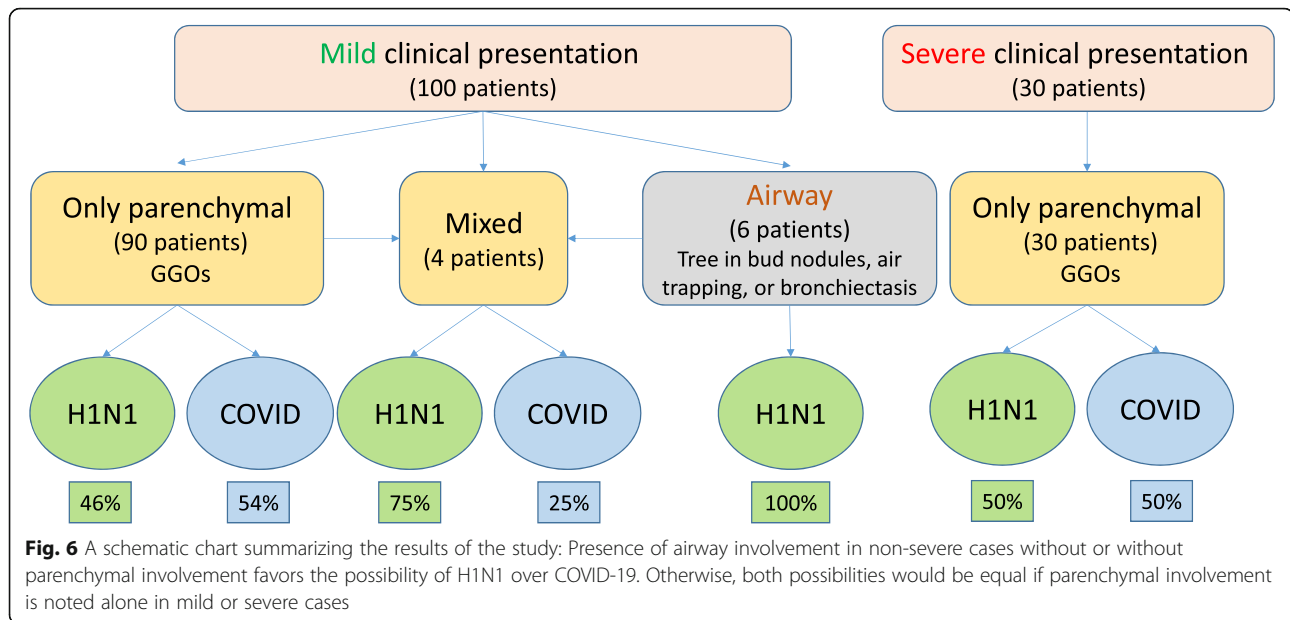 Mild clinical presentation
(100 patients)
Severe clinical presentation
(30 patients)
Only parenchymal
(90 patients)
GGOs
Mixed
(4 patients)
Airway
(6 patients)
Tree in bud nodules, air
trapping, or bronchiectasis
Only parenchymal
(30 patients)
GGOs
H1N1
COVID
H1N1
COVID
H1N1
H1N1
COVID
46%
54%
75%
25%
100%
50%
50%
Fig. 6 A schematic chart summarizing the results of the study: Presence of airway involvement in non-severe cases without or without
parenchymal involvement favors the possibility of H1N1 over COVID-19. Otherwise, both possibilities would be equal if parenchymal involvement
is noted alone in mild or severe cases